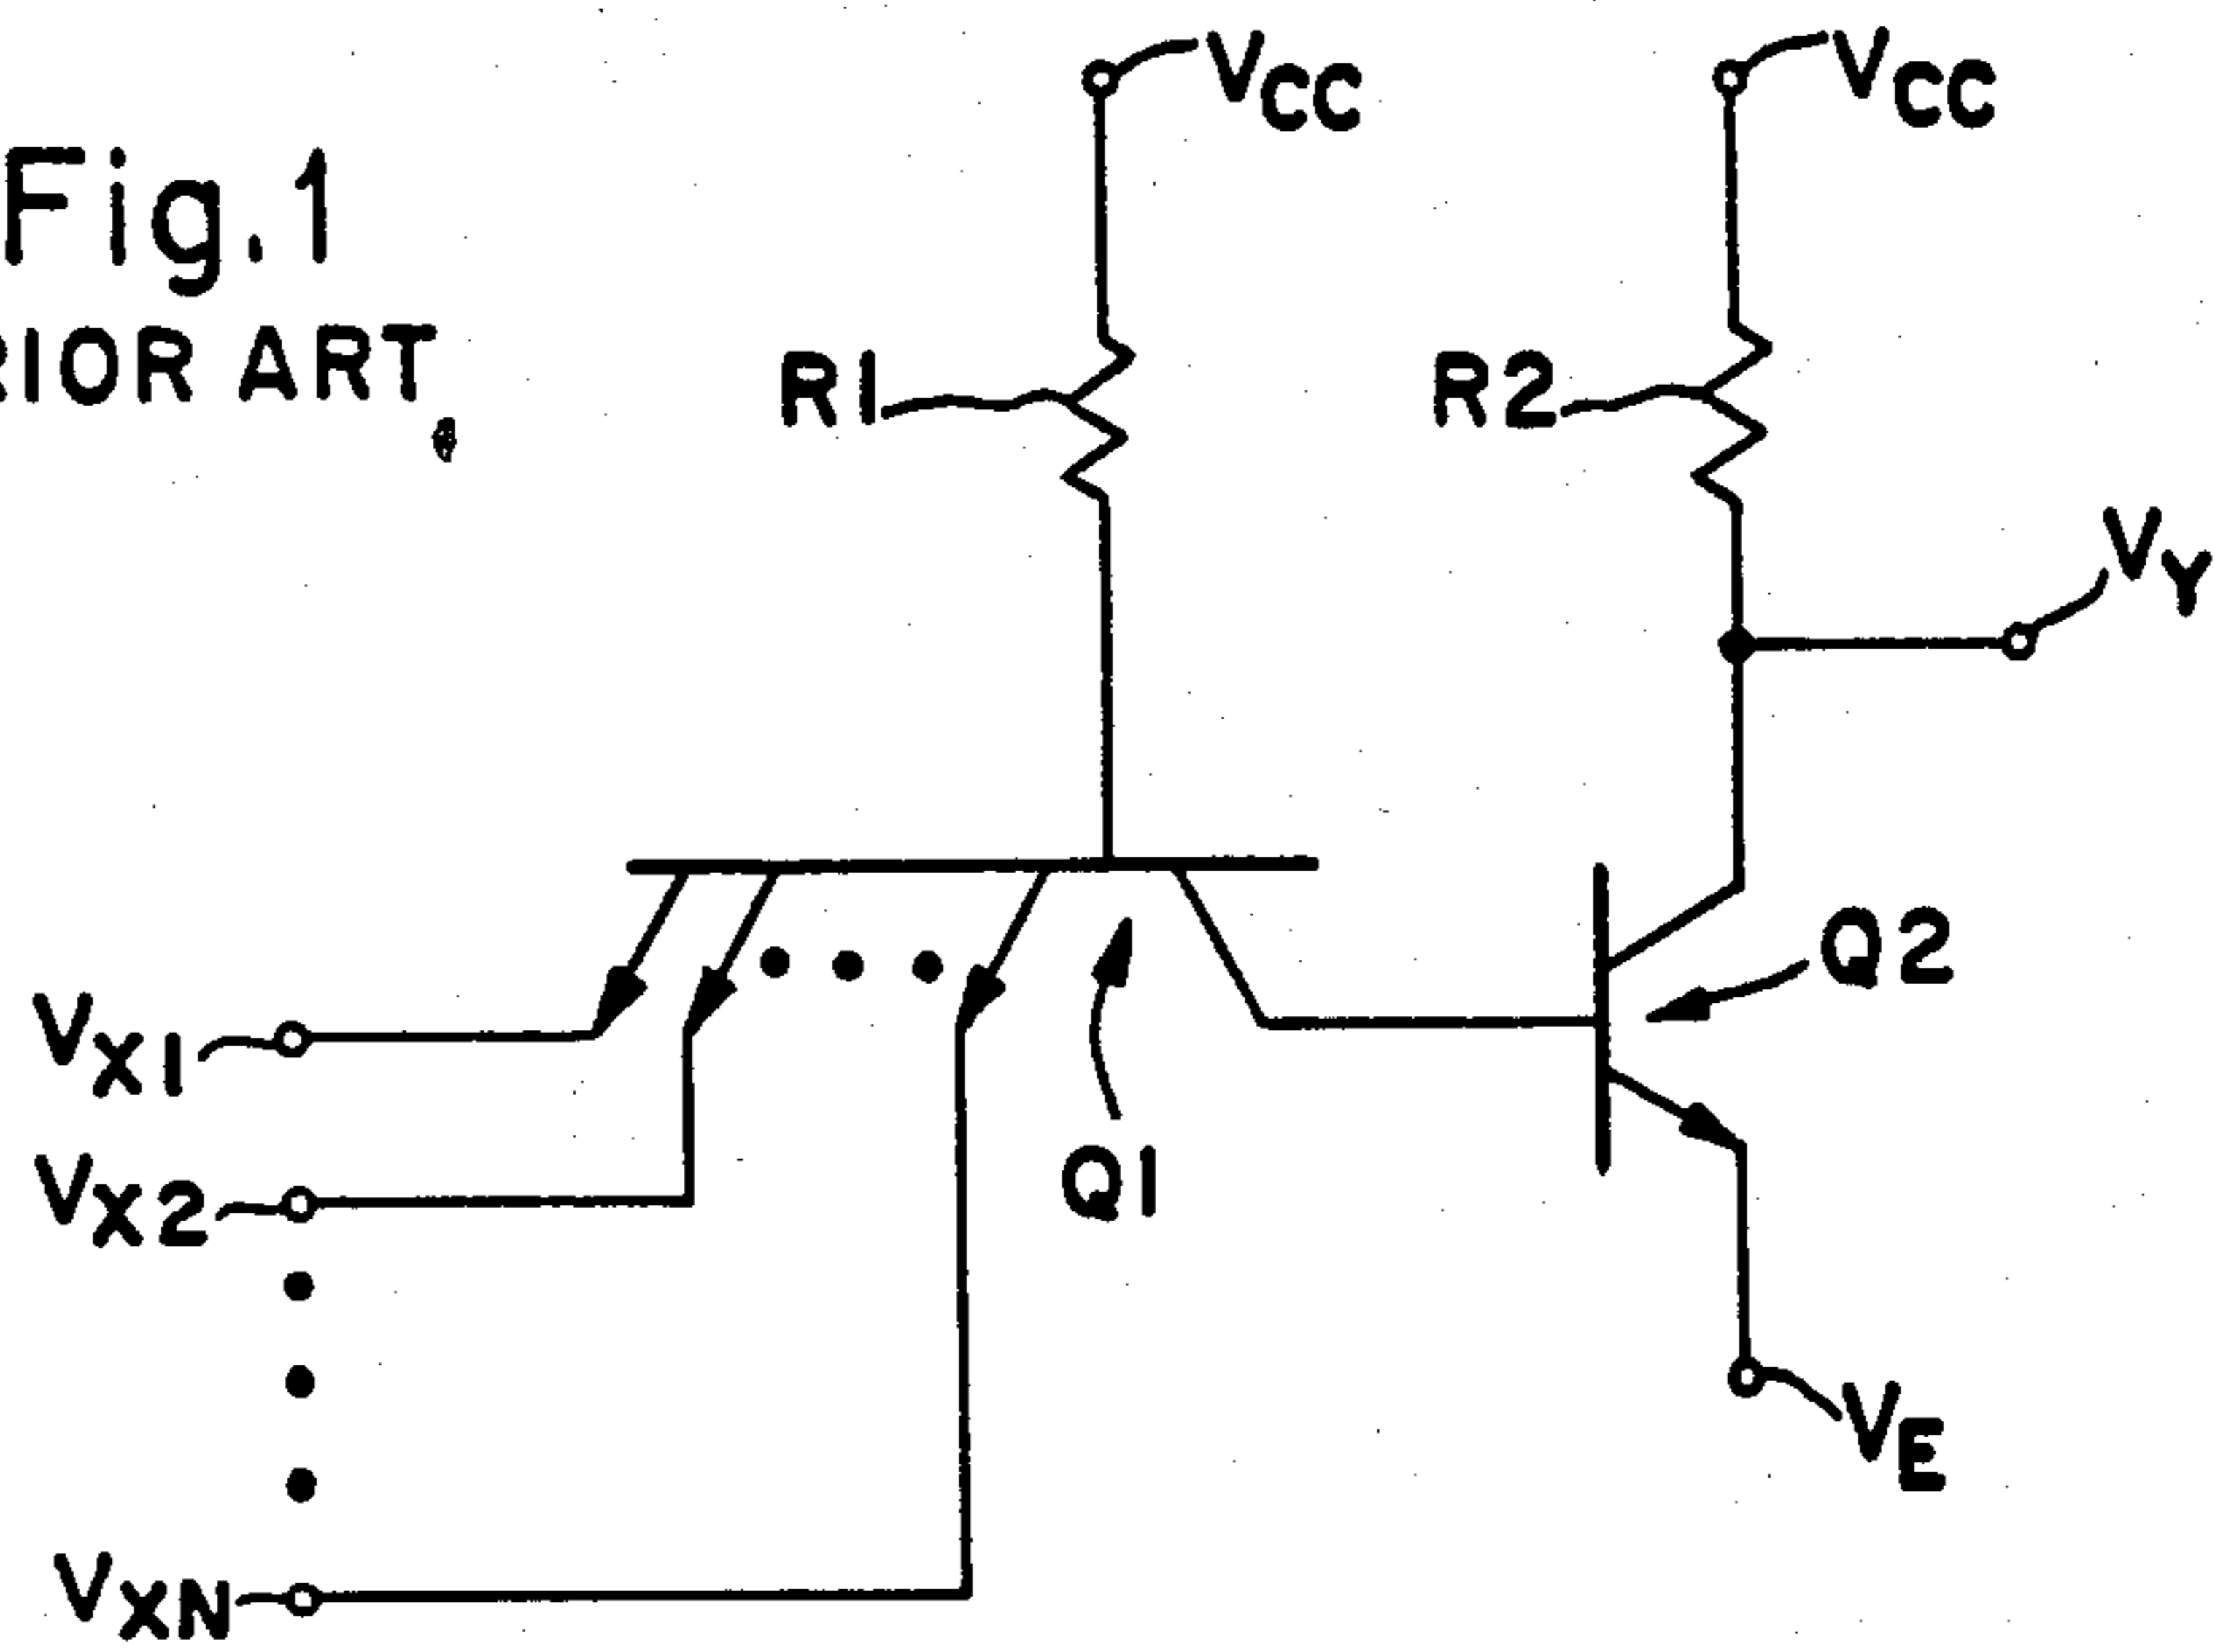 Fig.1
RIOR ART
VCC
VCC
R1
R2
VY
Q2
VX1
Q1
VX2
VE
VXN